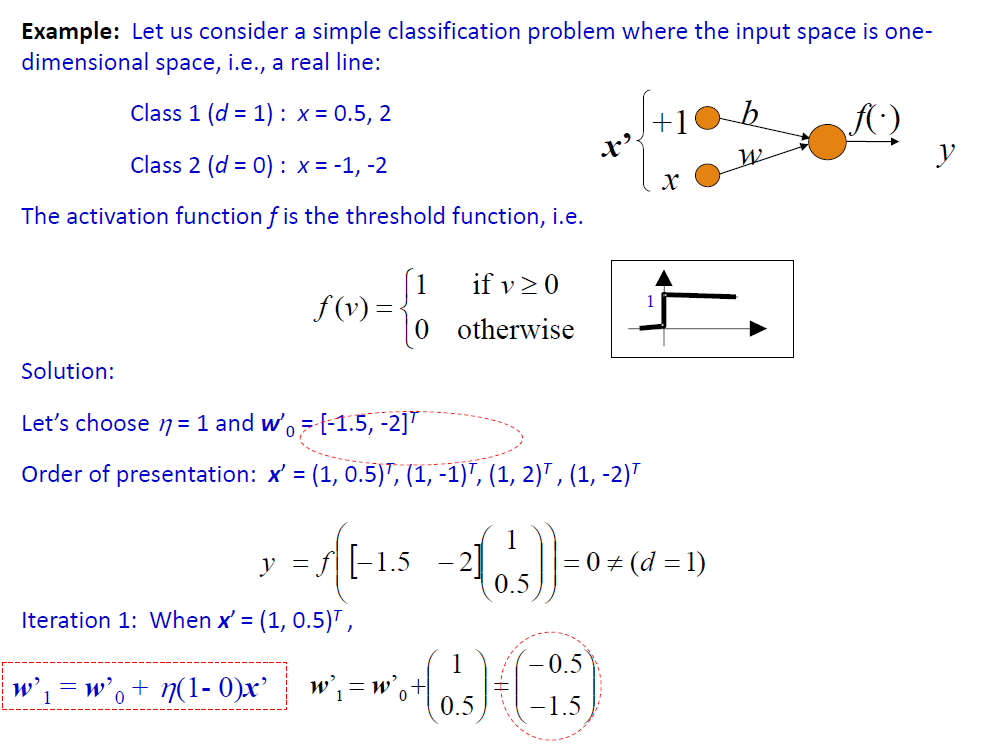 Example: Let us consider a simple classification problem where the input space is one-
dimensional space, i.e., a real line:
Class 1 (d = 1) : x = 0.5, 2
Class 2 (d = 0) : x = -1, -2
x’ { +1 b f(·)
x w y
The activation function f is the threshold function, i.e.
f(v) = { 1 if v ≥ 0
0 otherwise
1
Solution:
Let’s choose η = 1 and w’₀ = [-1.5, -2]ᵀ
Order of presentation: x’ = (1, 0.5)ᵀ, (1, -1)ᵀ, (1, 2)ᵀ , (1, -2)ᵀ
y = f([-1.5 -2](1 0.5)) = 0 ≠ (d = 1)
Iteration 1: When x’ = (1, 0.5)ᵀ ,
w’₁ = w’₀ + η(1- 0)x’ w’₁ = w’₀ + (1 0.5) = (-0.5 -1.5)